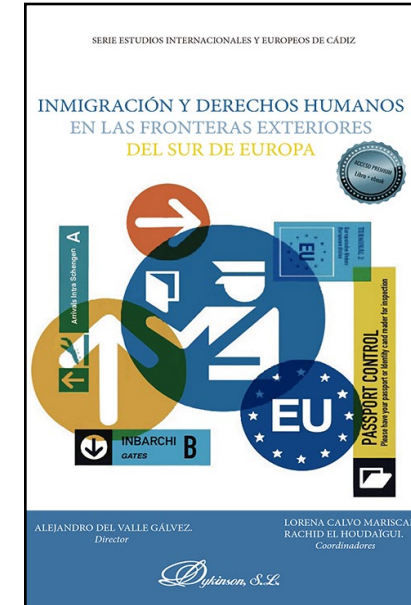 SERIE ESTUDIOS INTERNACIONALES Y EUROPEOS DE CÁDIZ
INMIGRACIÓN Y DERECHOS HUMANOS
EN LAS FRONTERAS EXTERIORES
DEL SUR DE EUROPA
ACCESO PREMIUM
Libro + ebook
A
Arrivals Intra Schengen
EU
TERMINAL 2
PASSPORT CONTROL
Please have your passport or identity card ready for inspection
EU
INBARCHI B
GATES
ALEJANDRO DEL VALLE GÁLVEZ.
Director
LORENA CALVO MARISCAL
RACHID EL HOUDAÏGUI.
Coordinadores
Dykinson, S.L.